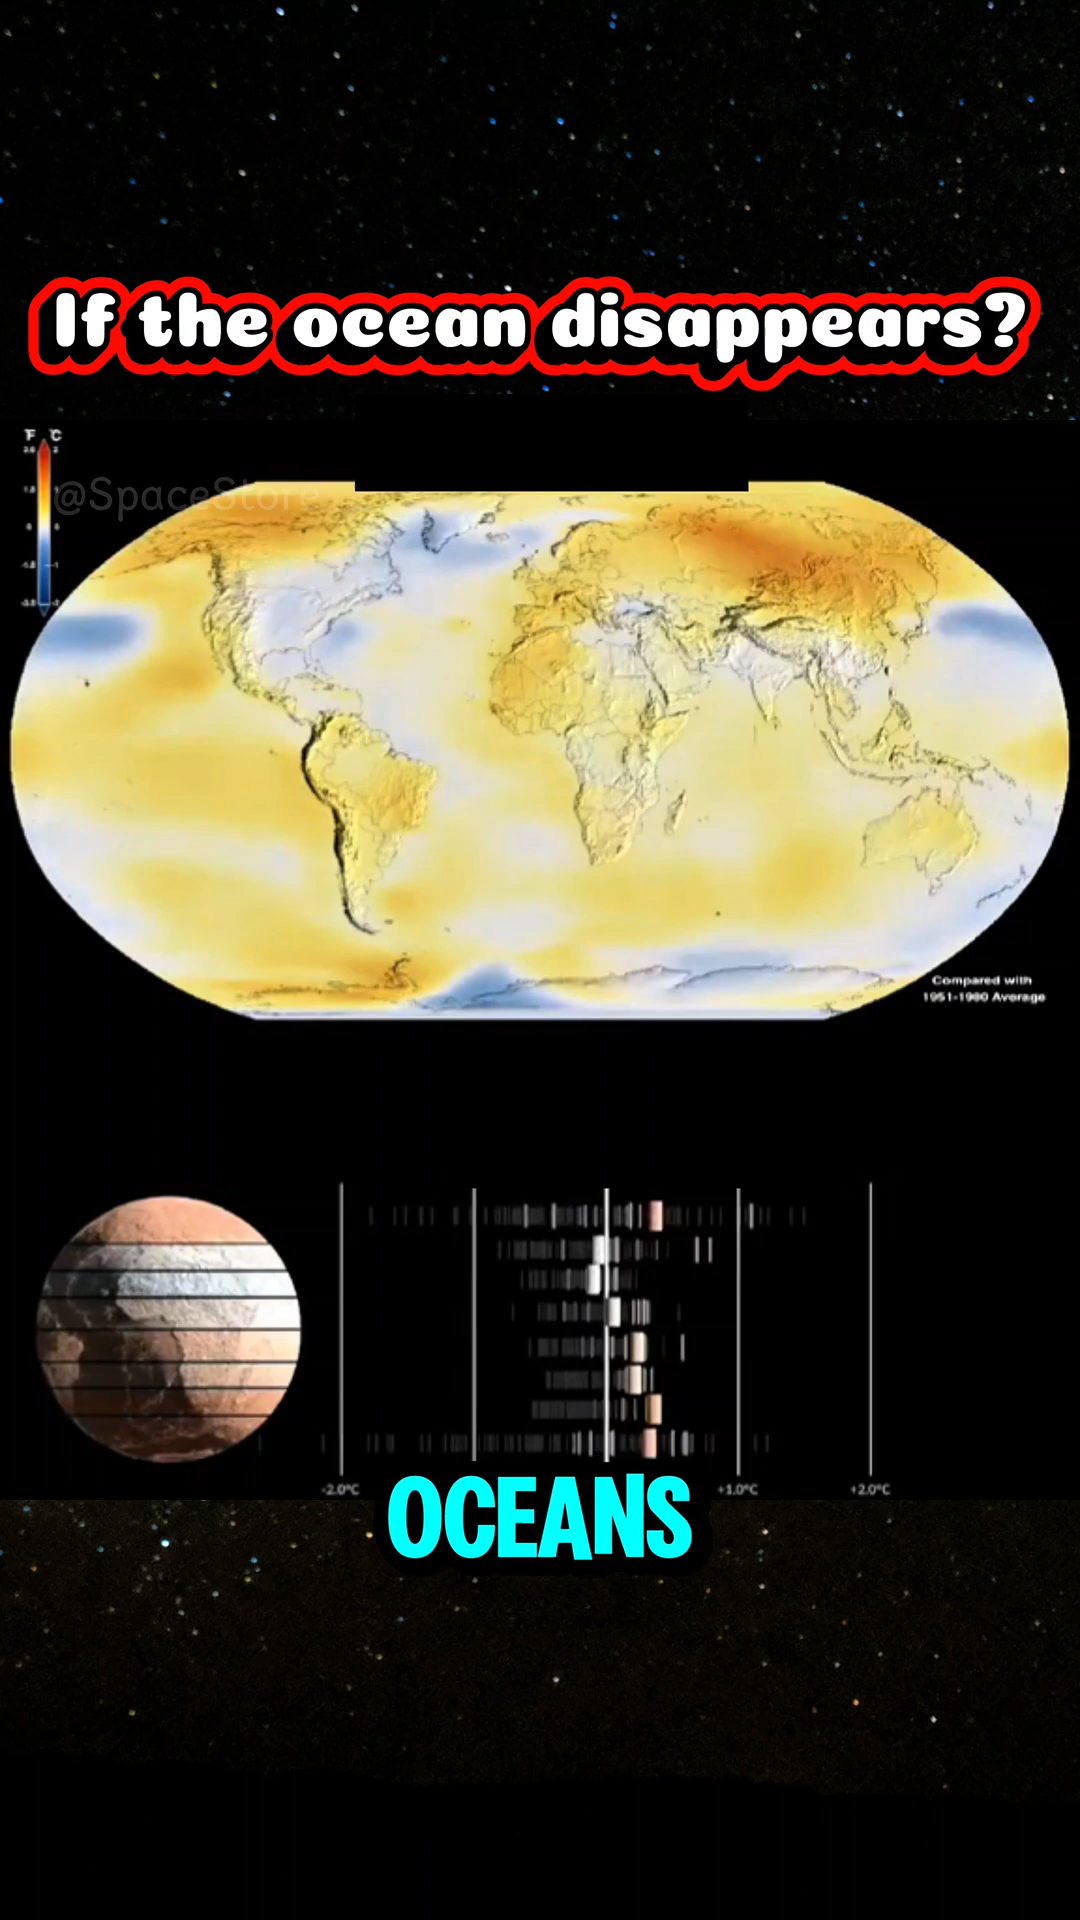 If the ocean disappears?
°F °C
@SpaceStore
Compared with
1951-1980 Average
-2.0°C +1.0°C +2.0°C
OCEANS